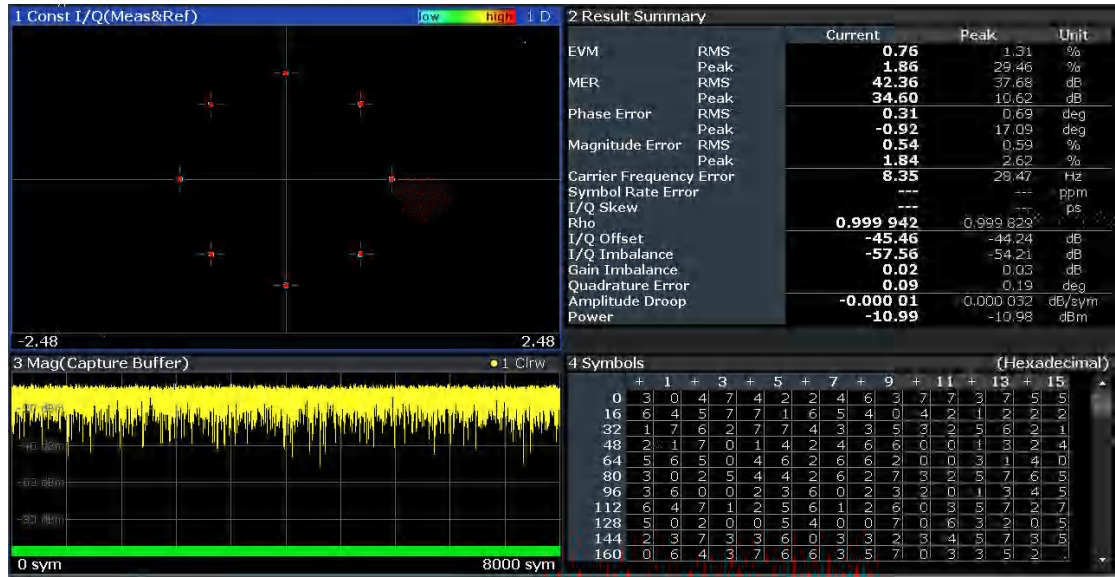 1 Const I/Q(Meas&Ref) low high 1 D
-2.48 2.48
2 Result Summary
Current Peak Unit
EVM RMS 0.76 1.31 %
Peak 1.86 29.46 %
MER RMS 42.36 37.68 dB
Peak 34.60 10.62 dB
Phase Error RMS 0.31 0.69 deg
Peak -0.92 17.09 deg
Magnitude Error RMS 0.54 0.59 %
Peak 1.84 2.62 %
Carrier Frequency Error 8.35 28.47 Hz
Symbol Rate Error --- --- ppm
I/Q Skew --- --- ps
Rho 0.999 942 0.999 829
I/Q Offset -45.46 -44.24 dB
I/Q Imbalance -57.56 -54.21 dB
Gain Imbalance 0.02 0.03 dB
Quadrature Error 0.09 0.19 deg
Amplitude Droop -0.000 01 0.000 032 dB/sym
Power -10.99 -10.98 dBm
3 Mag(Capture Buffer) 1 Clrw
-40 dBm
-60 dBm
-80 dBm
0 sym 8000 sym
4 Symbols (Hexadecimal)
+ 1 + 3 + 5 + 7 + 9 + 11 + 13 + 15
0 3 0 4 7 4 2 2 4 6 3 7 7 3 7 5 5
16 6 4 5 7 7 1 6 5 4 0 4 2 1 2 2 2
32 1 7 6 2 7 7 4 3 3 5 3 2 5 6 2 1
48 2 1 7 0 1 4 2 4 6 6 0 0 1 3 2 4
64 5 6 5 0 4 6 2 6 6 2 0 0 3 1 4 0
80 3 0 2 5 4 4 2 6 2 7 3 2 5 7 6 5
96 3 6 0 0 2 3 6 0 2 3 2 0 1 3 4 5
112 6 4 7 1 2 5 6 1 2 6 0 3 5 7 2 7
128 5 0 2 0 0 5 4 0 0 7 0 6 3 2 0 5
144 2 3 7 3 3 6 0 3 3 2 3 4 5 7 3 5
160 0 6 4 3 7 6 6 3 5 7 0 3 3 5 2